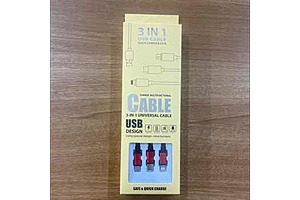 3 IN 1
USB CABLE
CABLE
3-IN-1 UNIVERSAL CABLE
USB
DESIGN
SAFE & QUICK CHARGE